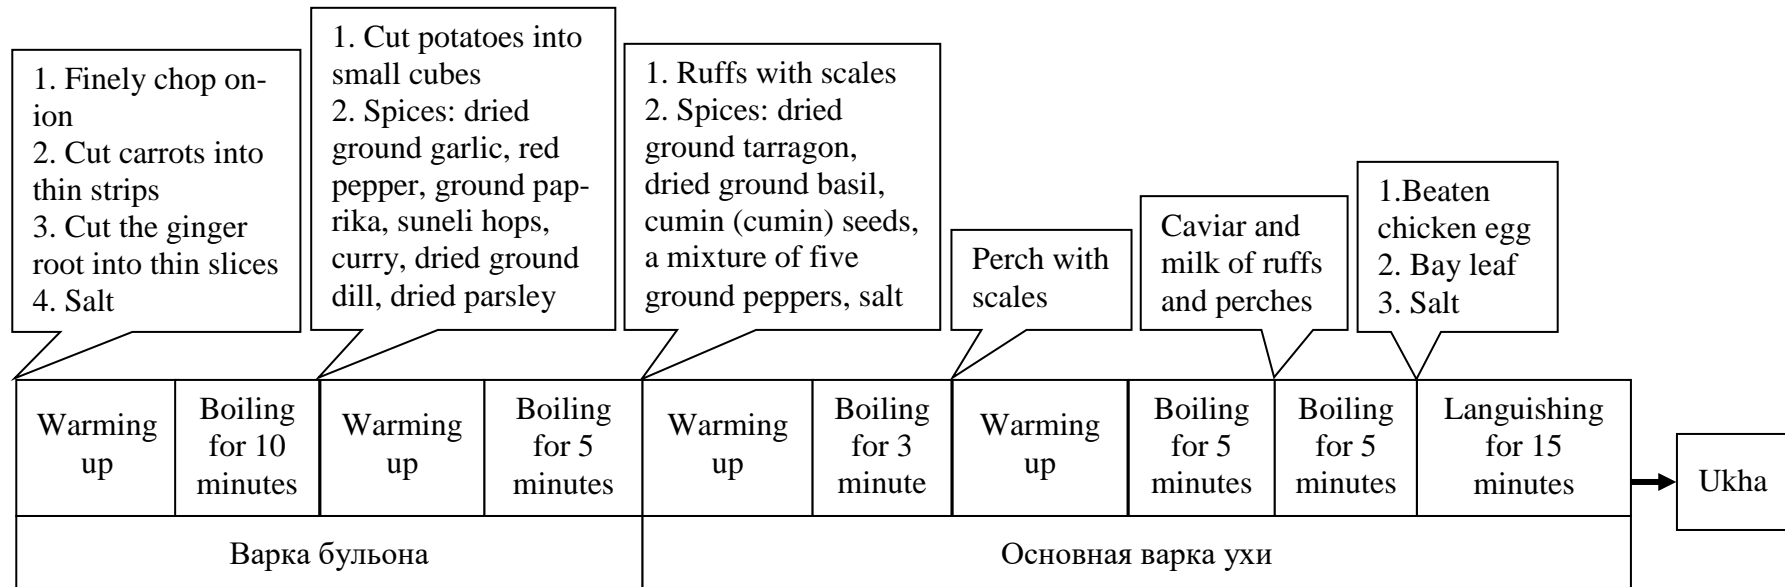 1. Finely chop on-
ion
2. Cut carrots into
thin strips
3. Cut the ginger
root into thin slices
4. Salt
1. Cut potatoes into
small cubes
2. Spices: dried
ground garlic, red
pepper, ground pap-
rika, suneli hops,
curry, dried ground
dill, dried parsley
1. Ruffs with scales
2. Spices: dried
ground tarragon,
dried ground basil,
cumin (cumin) seeds,
a mixture of five
ground peppers, salt
Perch with
scales
Caviar and
milk of ruffs
and perches
1.Beaten
chicken egg
2. Bay leaf
3. Salt
Warming
up
Boiling
for 10
minutes
Warming
up
Boiling
for 5
minutes
Warming
up
Boiling
for 3
minute
Warming
up
Boiling
for 5
minutes
Boiling
for 5
minutes
Languishing
for 15
minutes
Ukha
Варка бульона
Основная варка ухи